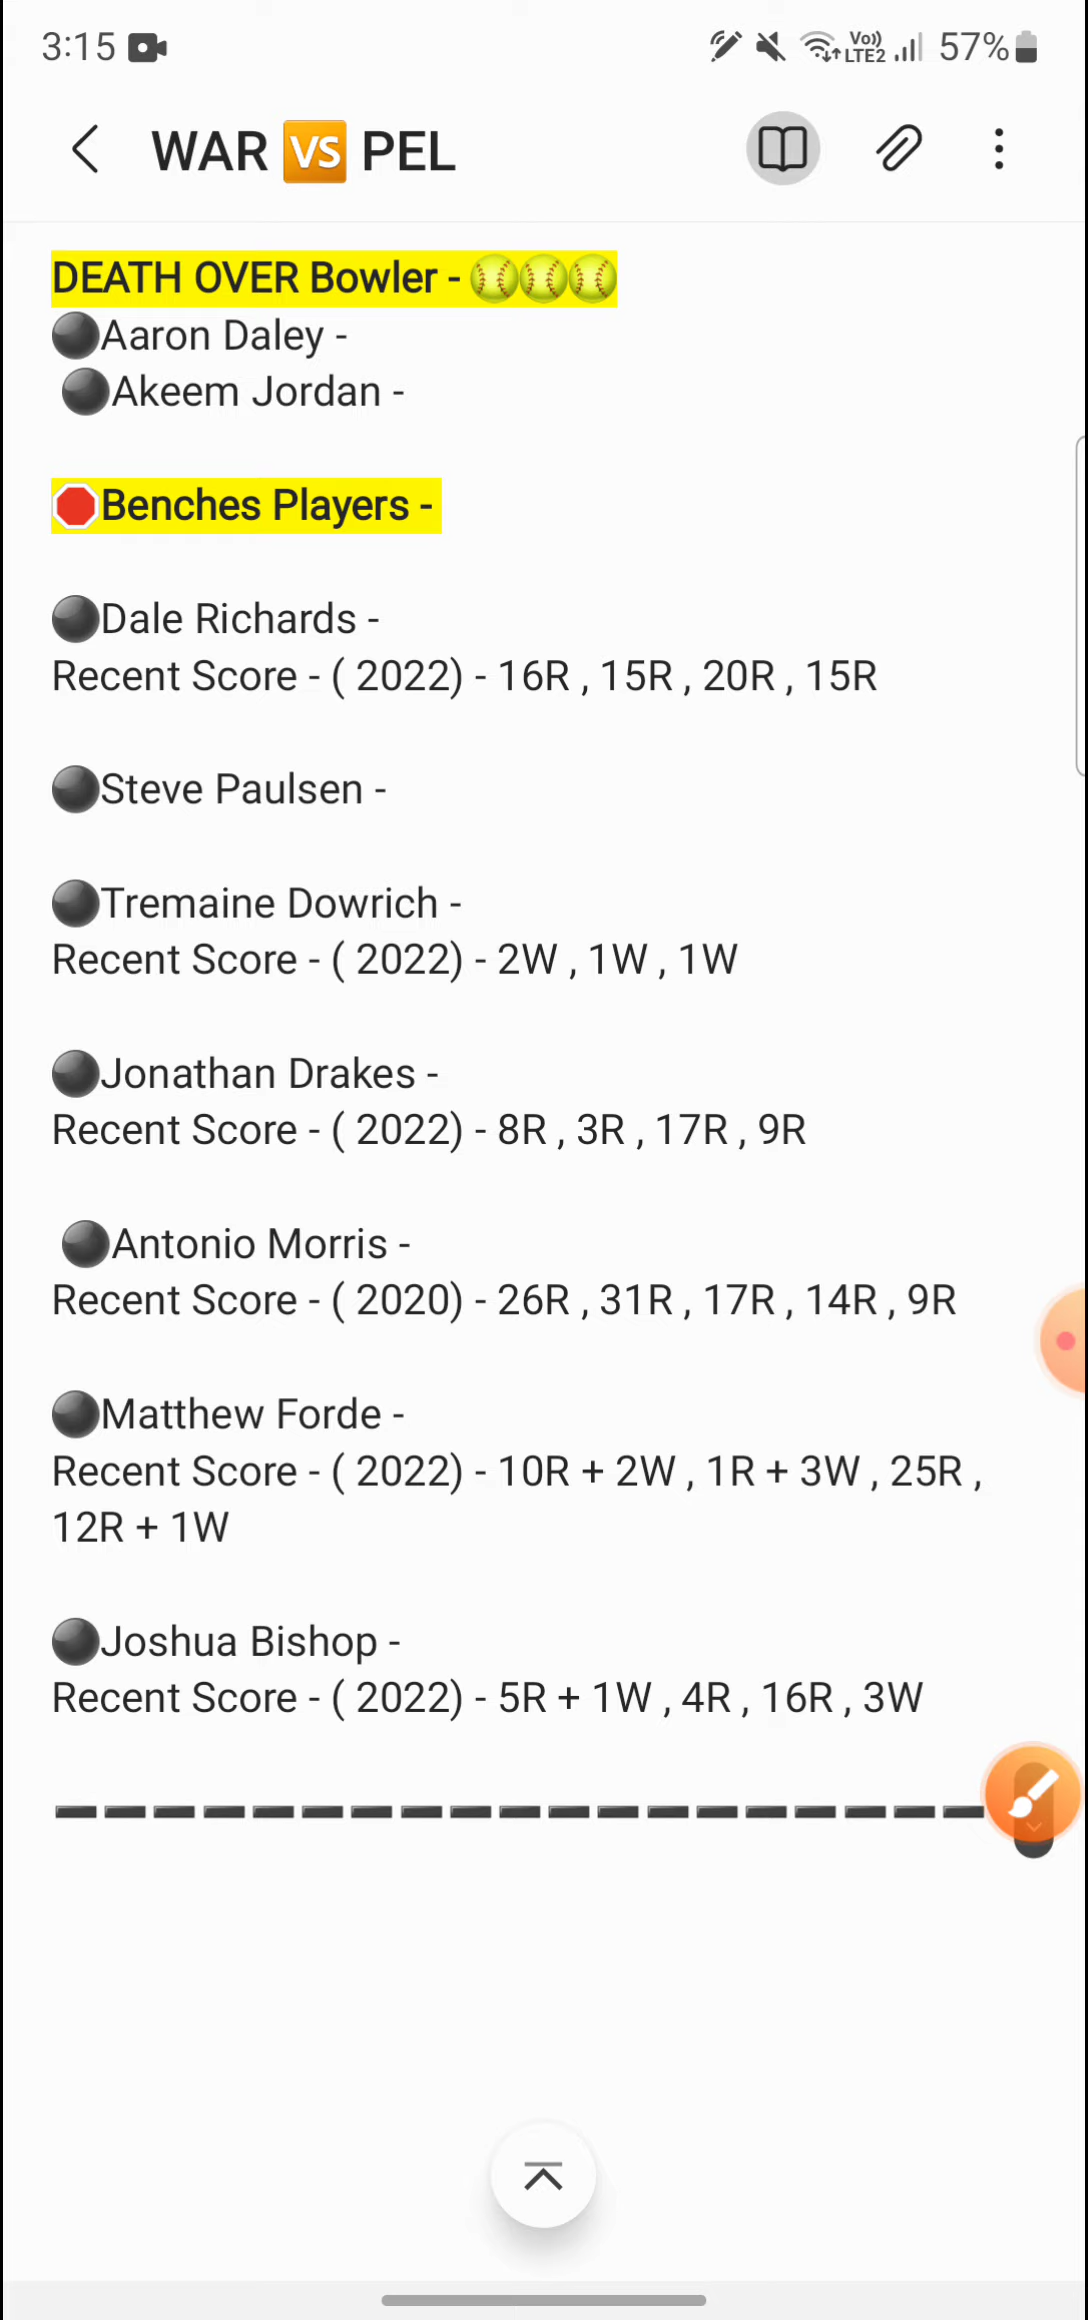 3:15
Vo)) LTE2 57%
WAR 🆚 PEL
DEATH OVER Bowler - 🥎🥎🥎
⚫Aaron Daley -
⚫Akeem Jordan -
🛑Benches Players -
⚫Dale Richards -
Recent Score - ( 2022) - 16R , 15R , 20R , 15R
⚫Steve Paulsen -
⚫Tremaine Dowrich -
Recent Score - ( 2022) - 2W , 1W , 1W
⚫Jonathan Drakes -
Recent Score - ( 2022) - 8R , 3R , 17R , 9R
⚫Antonio Morris -
Recent Score - ( 2020) - 26R , 31R , 17R , 14R , 9R
⚫Matthew Forde -
Recent Score - ( 2022) - 10R + 2W , 1R + 3W , 25R ,
12R + 1W
⚫Joshua Bishop -
Recent Score - ( 2022) - 5R + 1W , 4R , 16R , 3W